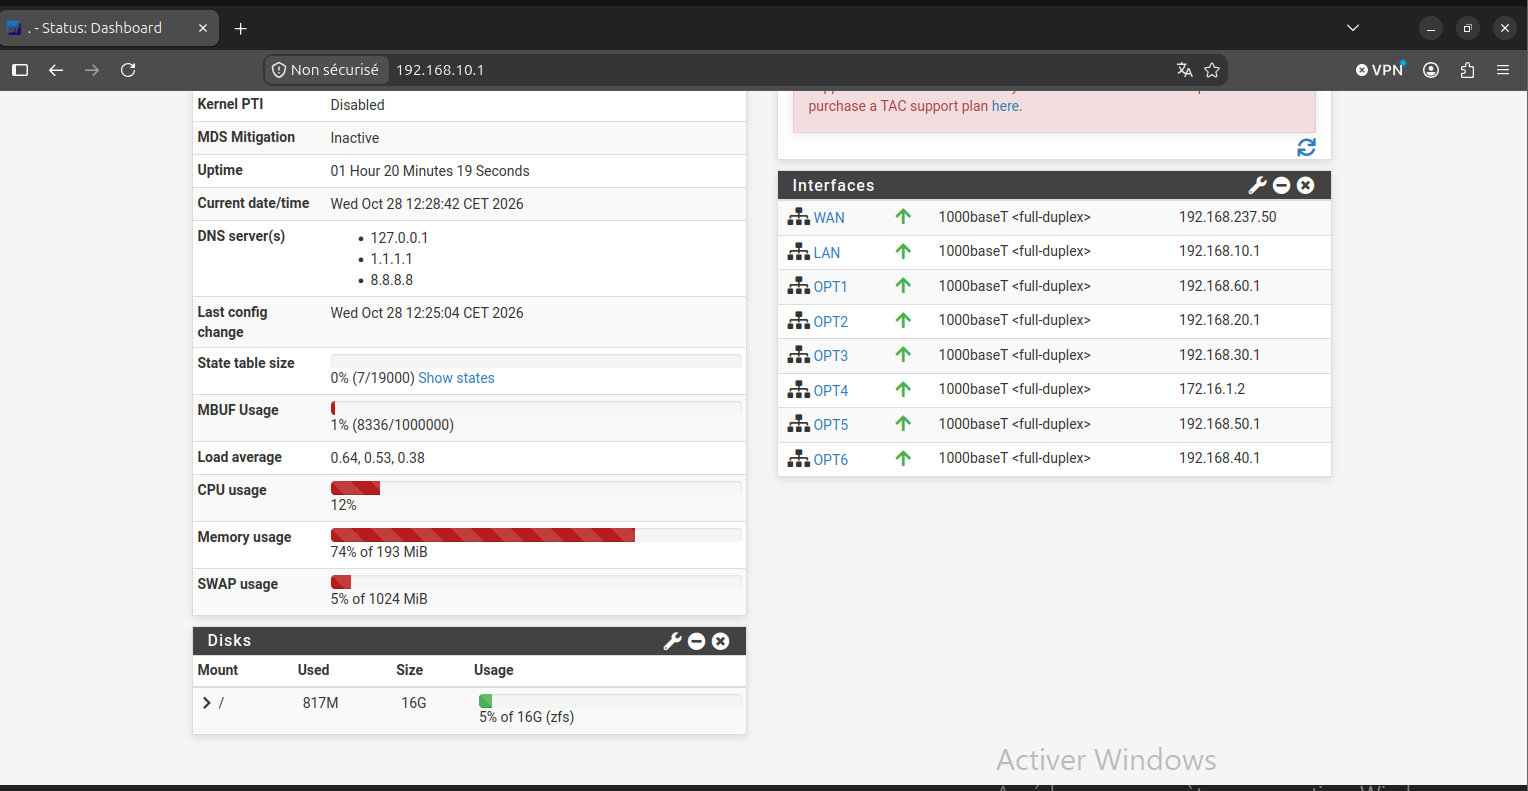 . - Status: Dashboard
Non sécurisé 192.168.10.1
VPN
Kernel PTI Disabled
MDS Mitigation Inactive
Uptime 01 Hour 20 Minutes 19 Seconds
Current date/time Wed Oct 28 12:28:42 CET 2026
DNS server(s)
• 127.0.0.1
• 1.1.1.1
• 8.8.8.8
Last config change Wed Oct 28 12:25:04 CET 2026
State table size
0% (7/19000) Show states
MBUF Usage
1% (8336/1000000)
Load average 0.64, 0.53, 0.38
CPU usage
12%
Memory usage
74% of 193 MiB
SWAP usage
5% of 1024 MiB
Disks
Mount Used Size Usage
/ 817M 16G
5% of 16G (zfs)
purchase a TAC support plan here.
Interfaces
WAN 1000baseT <full-duplex> 192.168.237.50
LAN 1000baseT <full-duplex> 192.168.10.1
OPT1 1000baseT <full-duplex> 192.168.60.1
OPT2 1000baseT <full-duplex> 192.168.20.1
OPT3 1000baseT <full-duplex> 192.168.30.1
OPT4 1000baseT <full-duplex> 172.16.1.2
OPT5 1000baseT <full-duplex> 192.168.50.1
OPT6 1000baseT <full-duplex> 192.168.40.1
Activer Windows